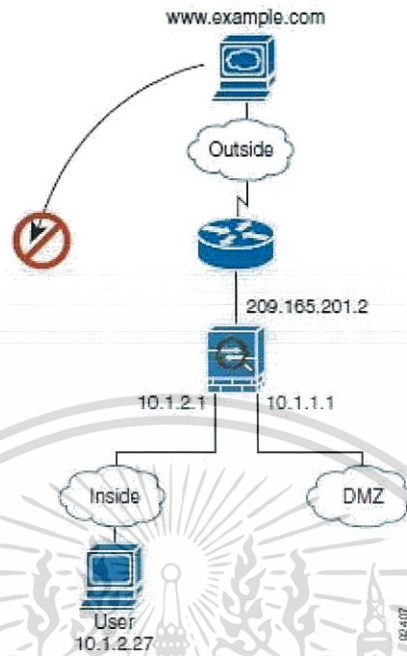 www.example.com
Outside
209.165.201.2
10.1.2.1
10.1.1.1
Inside
DMZ
User
10.1.2.27
92407